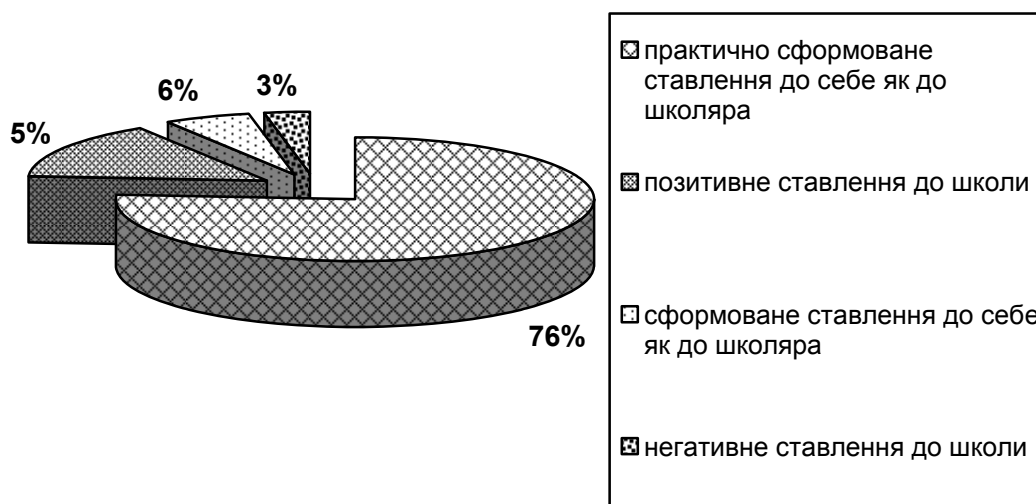 6%
3%
5%
76%
практично сформоване
ставлення до себе як до
школяра
позитивне ставлення до школи
сформоване ставлення до себе
як до школяра
негативне ставлення до школи